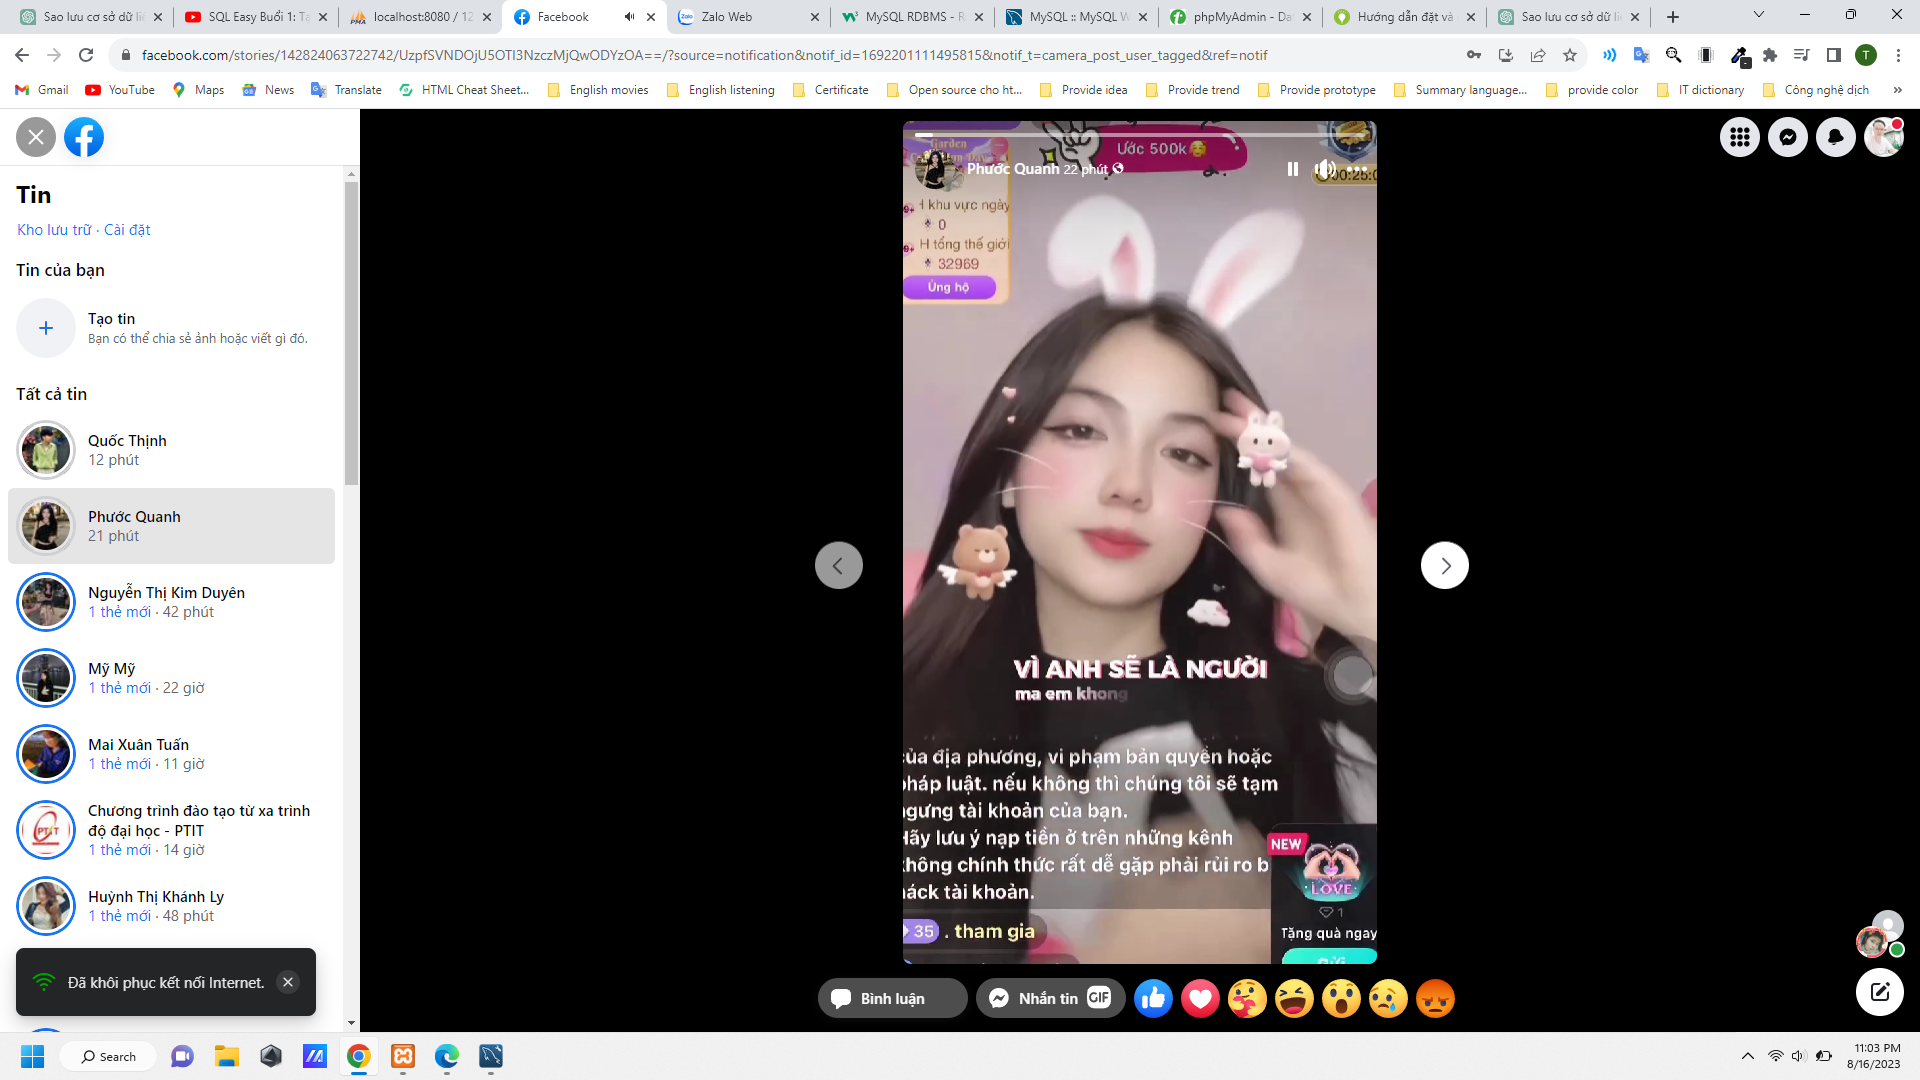 Sao lưu cơ sở dữ li
SQL Easy Buổi 1: Tạ
localhost:8080 / 12
Facebook
Zalo Web
MySQL RDBMS - R
MySQL :: MySQL W
phpMyAdmin - Da
Hướng dẫn đặt và
Sao lưu cơ sở dữ li
facebook.com/stories/142824063722742/UzpfSVNDOjU5OTI3NzczMjQwODYzOA==/?source=notification&notif_id=1692201111495815&notif_t=camera_post_user_tagged&ref=notif
T
Gmail
YouTube
Maps
News
Translate
HTML Cheat Sheet...
English movies
English listening
Certificate
Open source cho ht...
Provide idea
Provide trend
Provide prototype
Summary language...
provide color
IT dictionary
Công nghệ dịch
Tin
Kho lưu trữ · Cài đặt
Tin của bạn
Tạo tin
Bạn có thể chia sẻ ảnh hoặc viết gì đó.
Tất cả tin
Quốc Thịnh
12 phút
Phước Quanh
21 phút
Nguyễn Thị Kim Duyên
1 thẻ mới · 42 phút
Mỹ Mỹ
1 thẻ mới · 22 giờ
Mai Xuân Tuấn
1 thẻ mới · 11 giờ
PTIT
Chương trình đào tạo từ xa trình
độ đại học - PTIT
1 thẻ mới · 14 giờ
Huỳnh Thị Khánh Ly
1 thẻ mới · 48 phút
Đã khôi phục kết nối Internet.
Garden
Ước 500k
Phước Quanh 22 phút
00:25:0
H khu vực ngày
0
H tổng thế giới
32969
Ủng hộ
VÌ ANH SẼ LÀ NGƯỜI
ma em khong
của địa phương, vi phạm bản quyền hoặc
pháp luật. nếu không thì chúng tôi sẽ tạm
ngưng tài khoản của bạn.
Hãy lưu ý nạp tiền ở trên những kênh
không chính thức rất dễ gặp phải rủi ro b
háck tài khoản.
NEW
LOVE
1
Tặng quà ngay
35 . tham gia
Bình luận
Nhắn tin
GIF
Search
11:03 PM
8/16/2023